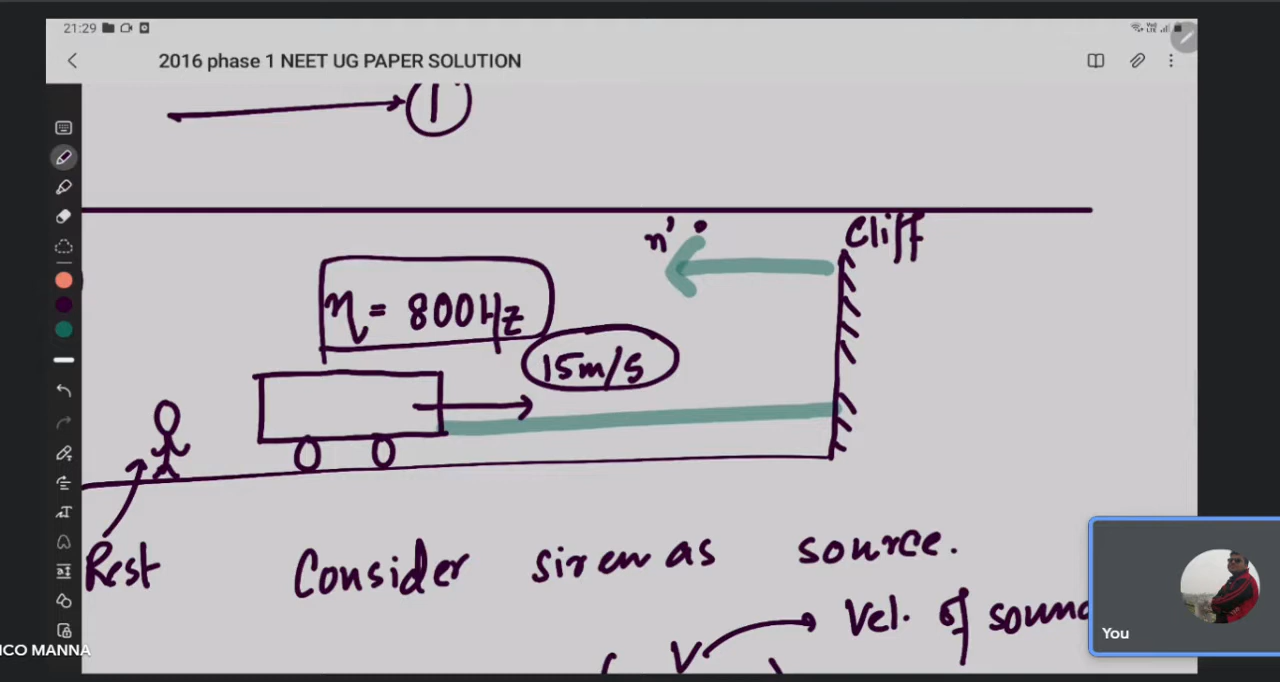 21:29
2016 phase 1 NEET UG PAPER SOLUTION
1
Cliff
n'
n = 800Hz
15m/s
Rest
Consider siren as source.
V
Vel. of sound
You
ICO MANNA